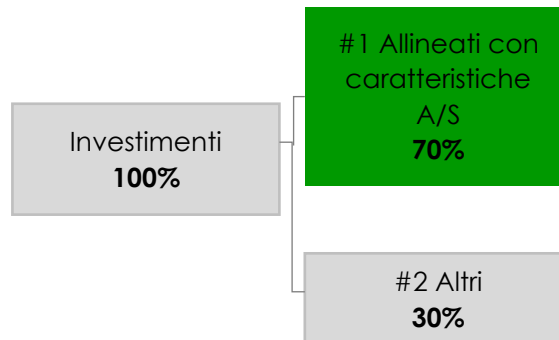 #1 Allineati con
caratteristiche
A/S
70%
Investimenti
100%
#2 Altri
30%